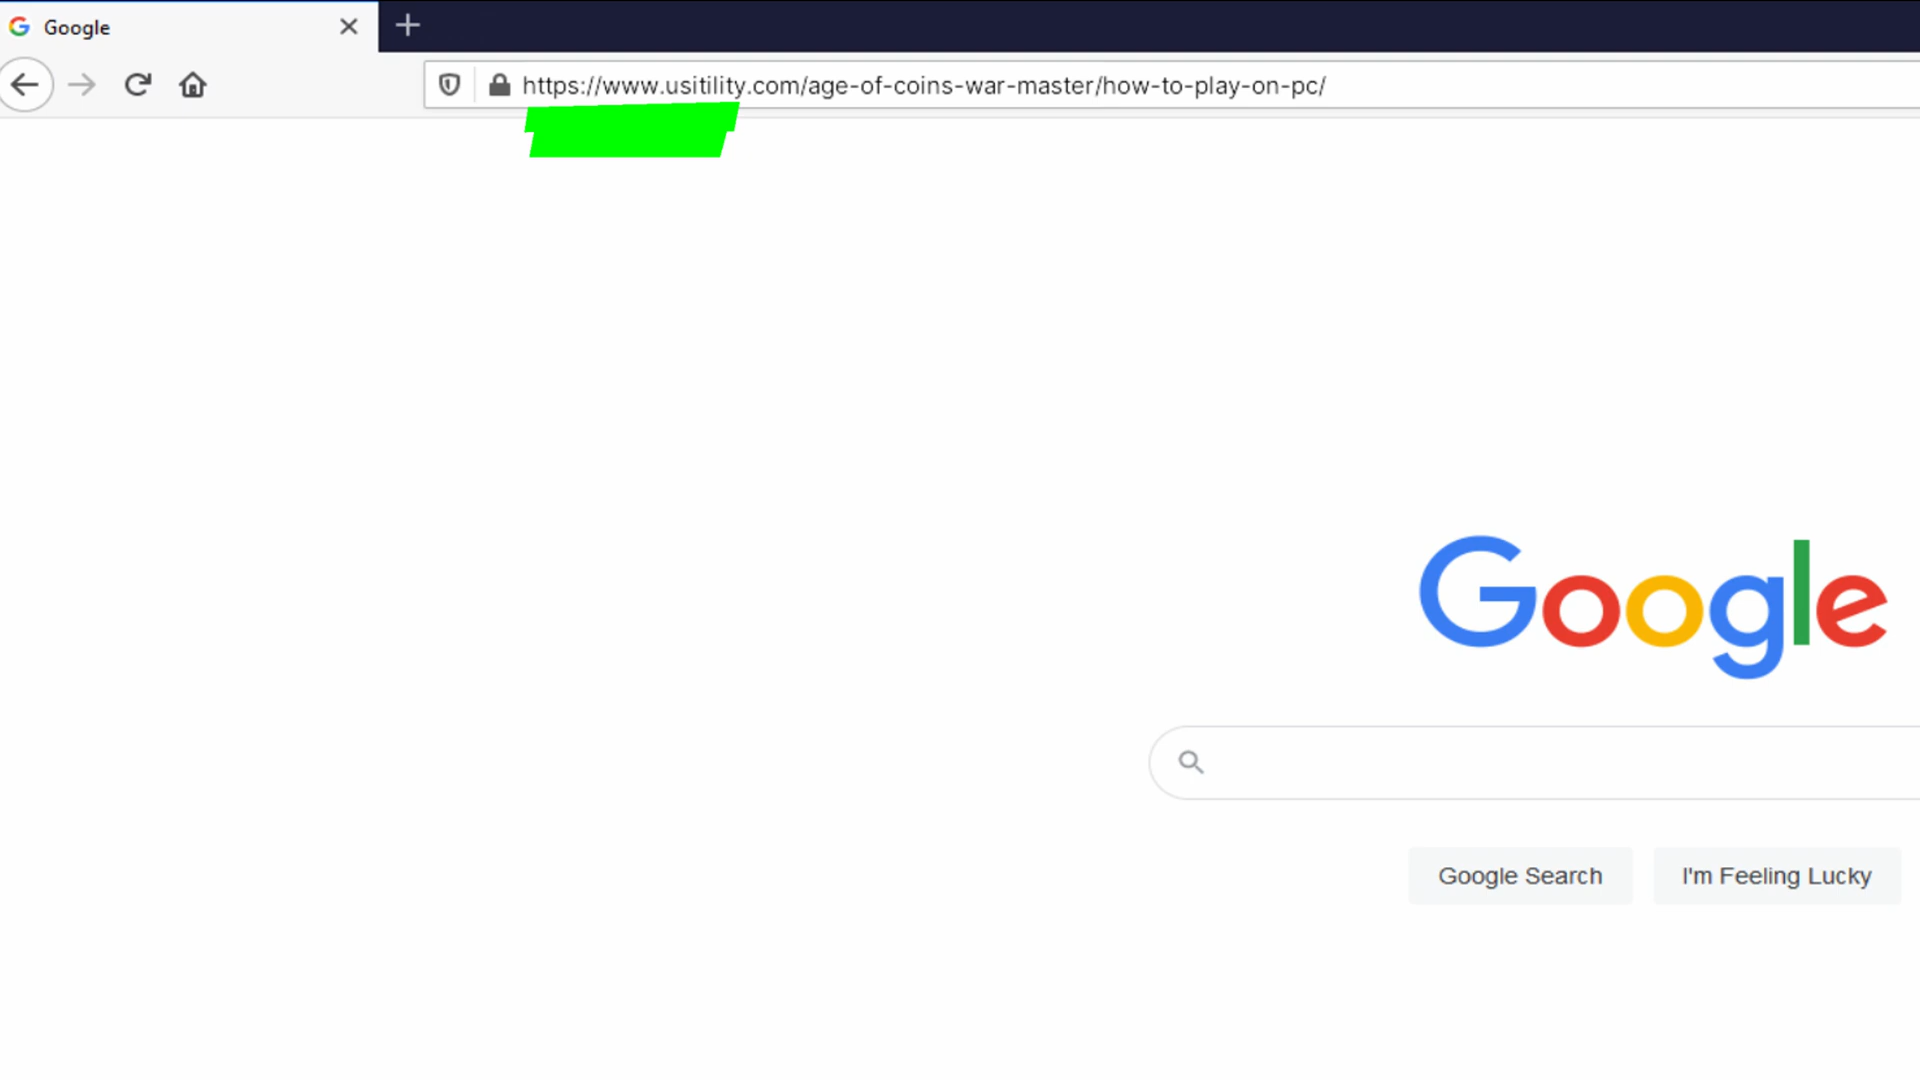 Google
https://www.usitility.com/age-of-coins-war-master/how-to-play-on-pc/
Google
Google Search
I'm Feeling Lucky